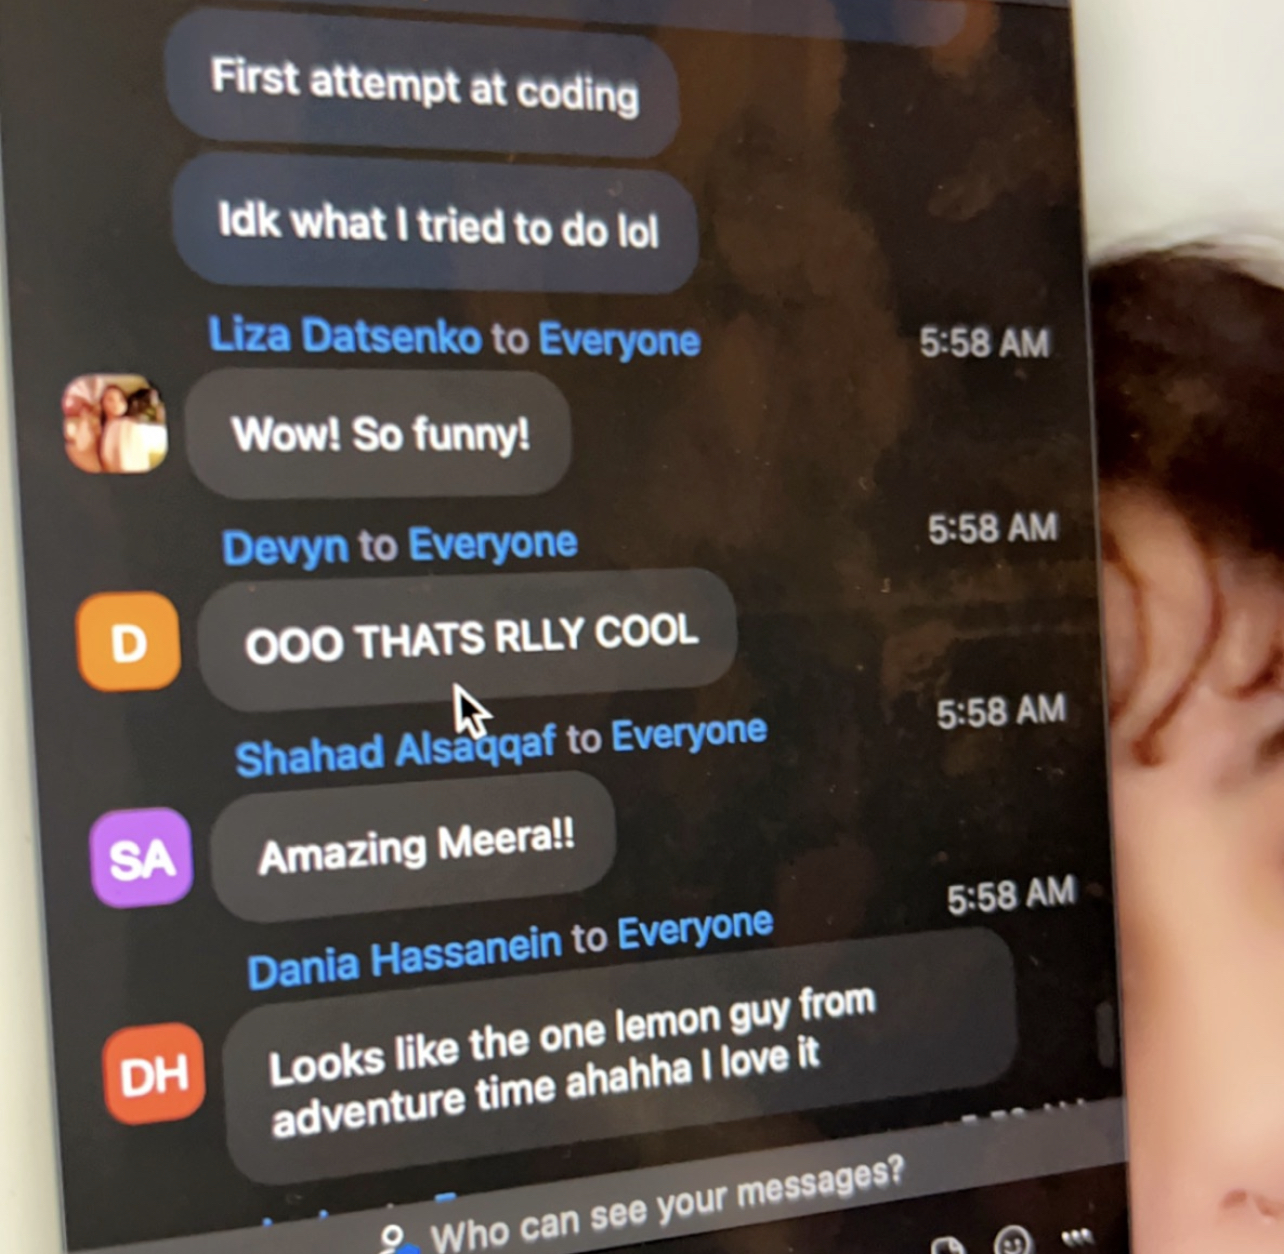 First attempt at coding
Idk what I tried to do lol
Liza Datsenko to Everyone 5:58 AM
Wow! So funny!
Devyn to Everyone 5:58 AM
D
OOO THATS RLLY COOL
Shahad Alsaqqaf to Everyone 5:58 AM
SA
Amazing Meera!!
Dania Hassanein to Everyone 5:58 AM
DH
Looks like the one lemon guy from
adventure time ahahha I love it
Who can see your messages?